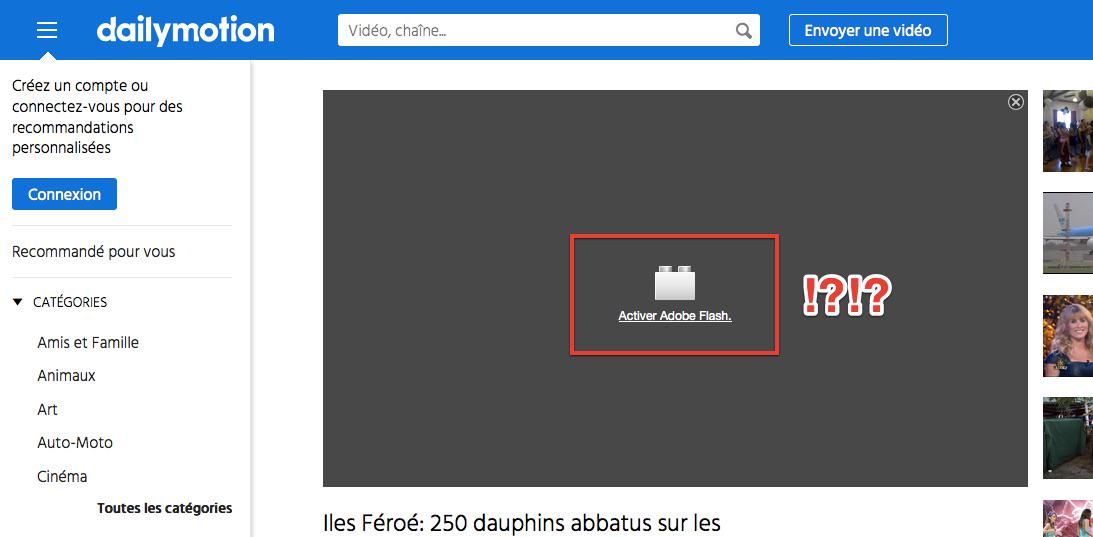 dailymotion
Vidéo, chaîne...
Envoyer une vidéo
Créez un compte ou
connectez-vous pour des
recommandations
personnalisées
Connexion
Recommandé pour vous
CATÉGORIES
Amis et Famille
Animaux
Art
Auto-Moto
Cinéma
Toutes les catégories
Activer Adobe Flash.
!?!?
Iles Féroé: 250 dauphins abbatus sur les